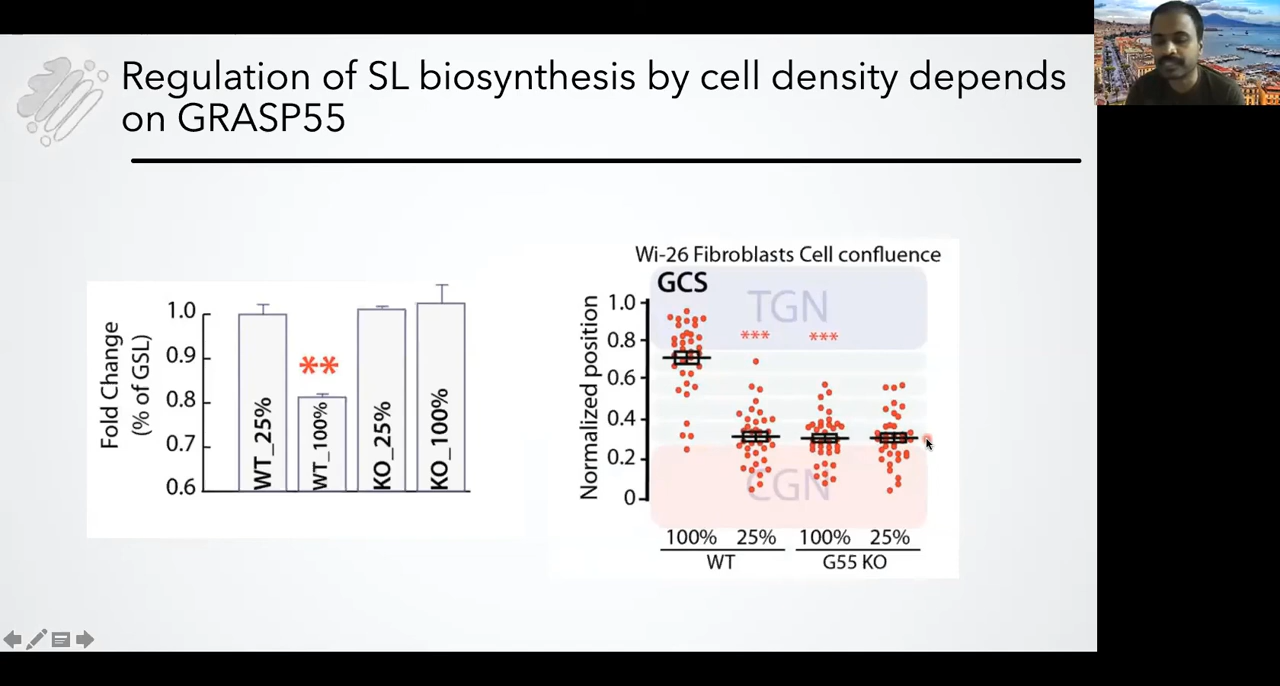 Regulation of SL biosynthesis by cell density depends
on GRASP55
Fold Change
(% of GSL)
1.0
0.9
0.8
0.7
0.6
**
WT_25%
WT_100%
KO_25%
KO_100%
Wi-26 Fibroblasts Cell confluence
GCS
TGN
Normalized position
1.0
0.8
0.6
0.4
0.2
0
***
***
CGN
100% 25% 100% 25%
WT G55 KO